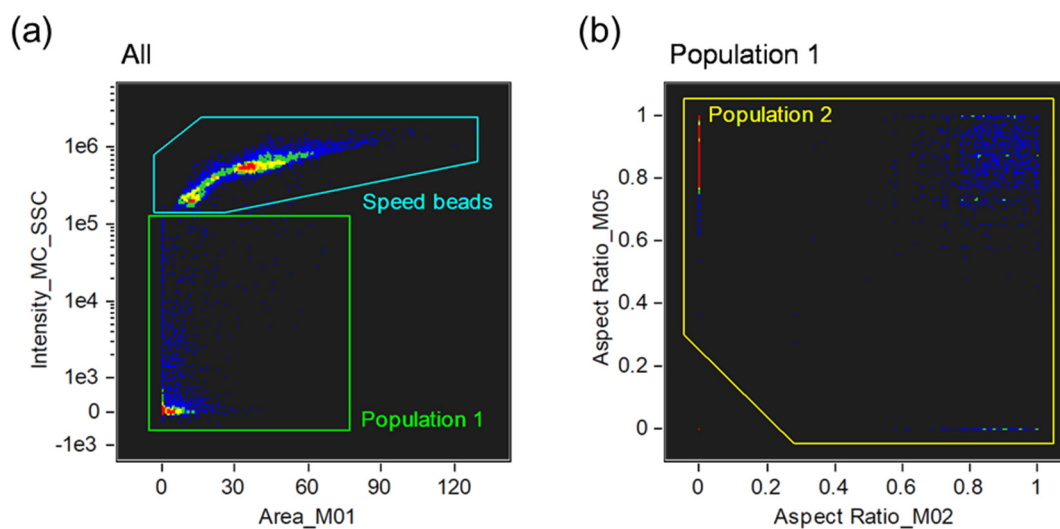 (a)
All
1e6
1e5
1e4
1e3
0
-1e3
Intensity_MC_SSC
Speed beads
Population 1
0
30
60
90
120
Area_M01
(b)
Population 1
Population 2
1
0.8
0.6
0.4
0.2
0
Aspect Ratio_M05
0
0.2
0.4
0.6
0.8
1
Aspect Ratio_M02